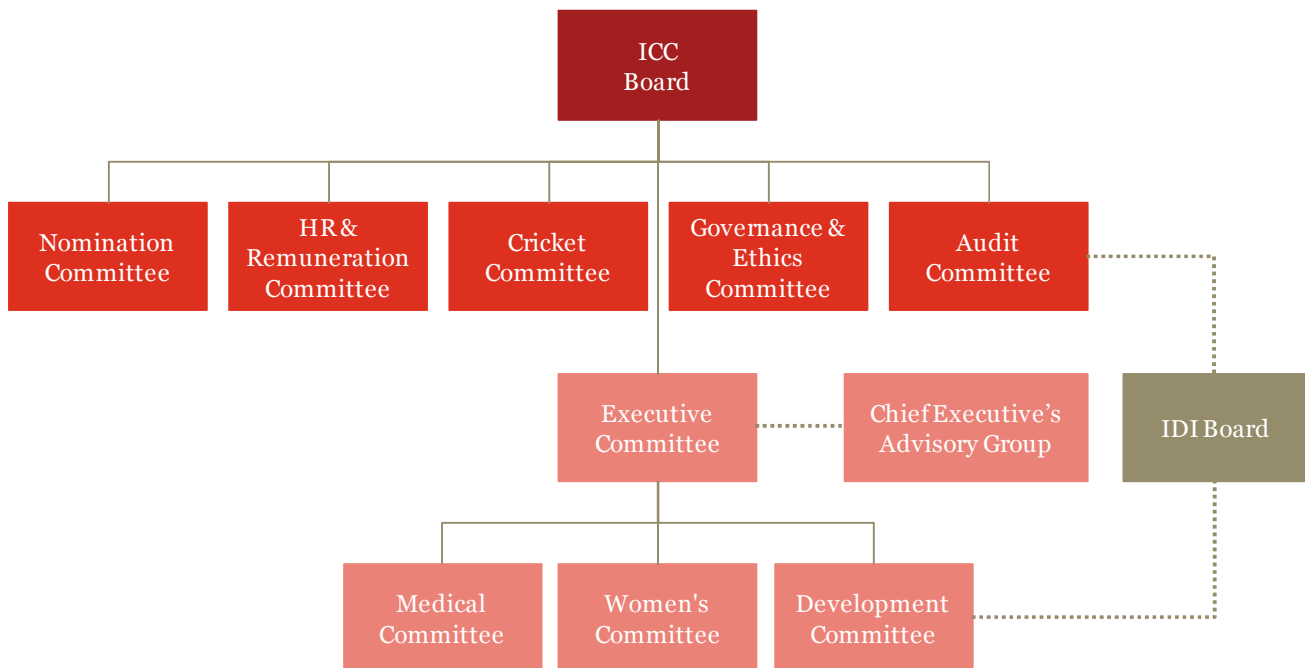 ICC
Board
Nomination
Committee
HR &
Remuneration
Committee
Cricket
Committee
Governance &
Ethics
Committee
Audit
Committee
Executive
Committee
Chief Executive’s
Advisory Group
IDI Board
Medical
Committee
Women's
Committee
Development
Committee